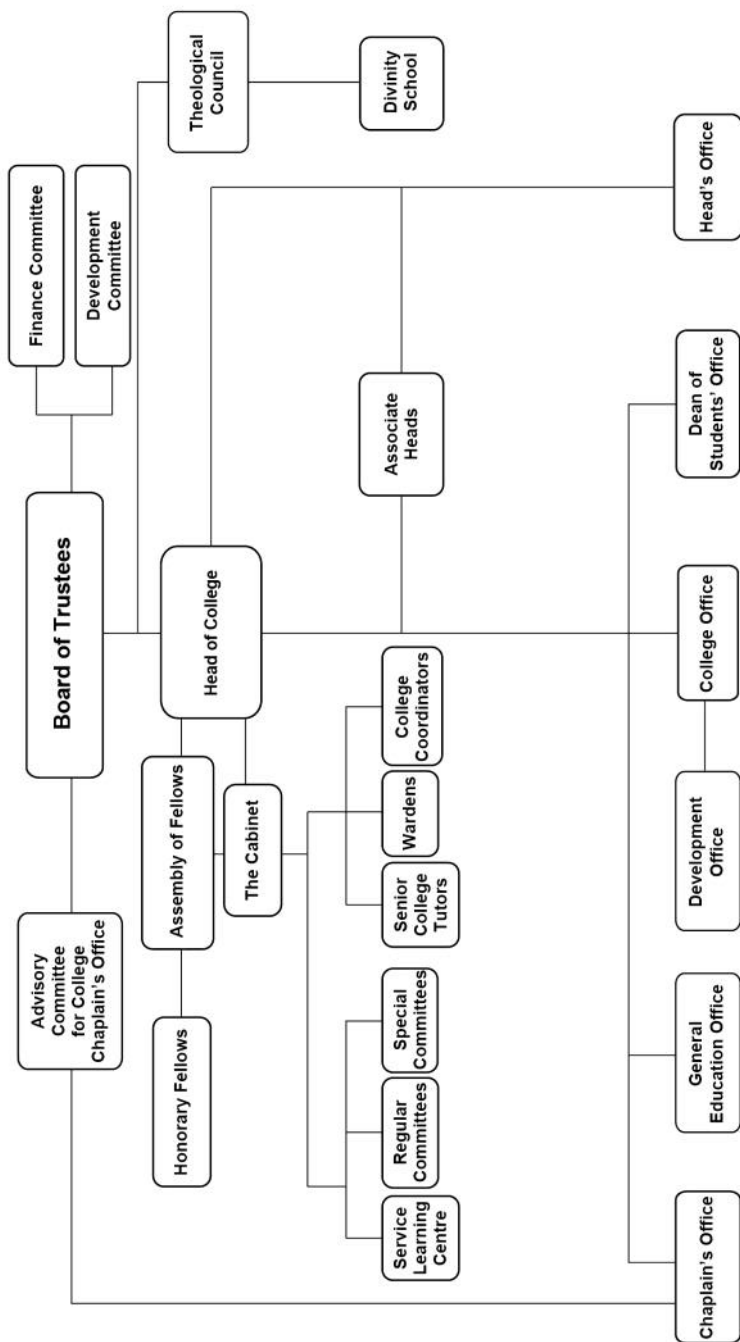 Board of Trustees
Finance Committee
Development
Committee
Advisory
Committee
for College
Chaplain's Office
Theological
Council
Divinity
School
Head of College
Assembly of Fellows
Honorary Fellows
The Cabinet
Associate
Heads
Service
Learning
Centre
Regular
Committees
Special
Committees
Senior
College
Tutors
Wardens
College
Coordinators
Chaplain's Office
General
Education Office
Development
Office
College Office
Dean of
Students' Office
Head's Office